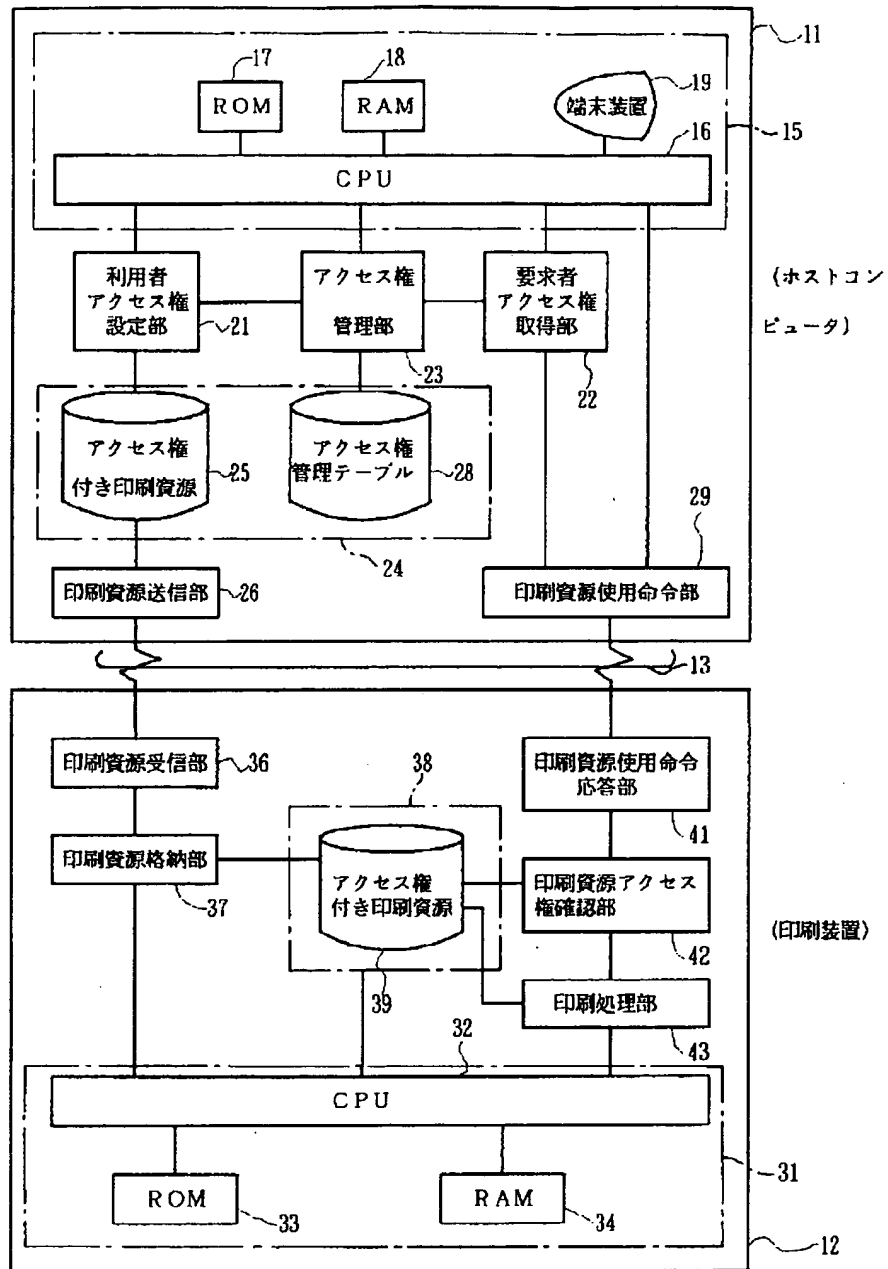 11
17
18
19
ROM
RAM
端末装置
16
15
CPU
利用者
アクセス権
設定部
21
アクセス権
管理部
23
要求者
アクセス権
取得部
22
(ホストコン
ピュータ)
アクセス権
付き印刷資源
25
アクセス権
管理テーブル
28
24
29
印刷資源送信部
26
印刷資源使用命令部
13
印刷資源受信部
36
38
印刷資源使用命令
応答部
41
印刷資源格納部
37
アクセス権
付き印刷資源
39
印刷資源アクセス
権確認部
42
(印刷装置)
印刷処理部
43
32
CPU
31
ROM
33
RAM
34
12